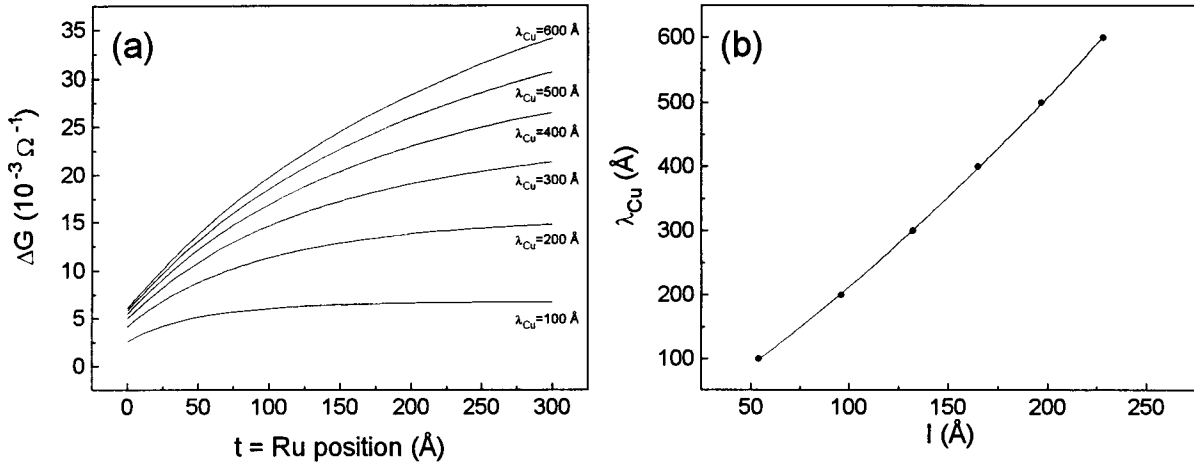 (a)
ΔG (10⁻³ Ω⁻¹)
35
30
25
20
15
10
5
0
λCu=600 Å
λCu=500 Å
λCu=400 Å
λCu=300 Å
λCu=200 Å
λCu=100 Å
0 50 100 150 200 250 300
t = Ru position (Å)
(b)
λCu (Å)
600
500
400
300
200
100
50 100 150 200 250
l (Å)